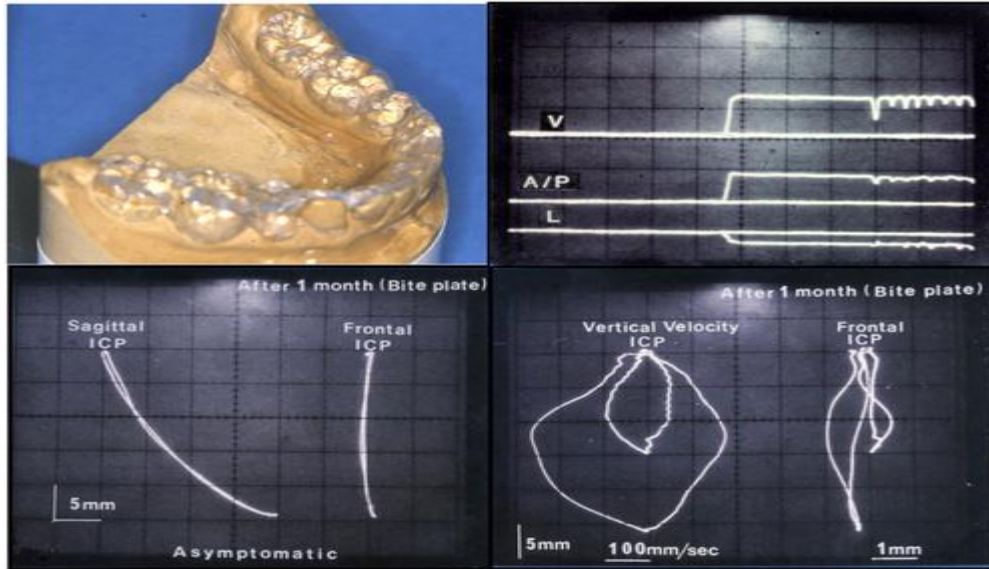 V
A/P
L
After 1 month (Bite plate)
Sagittal
ICP
Frontal
ICP
5mm
Asymptomatic
After 1 month (Bite plate)
Vertical Velocity
ICP
Frontal
ICP
5mm
100mm/sec
1mm